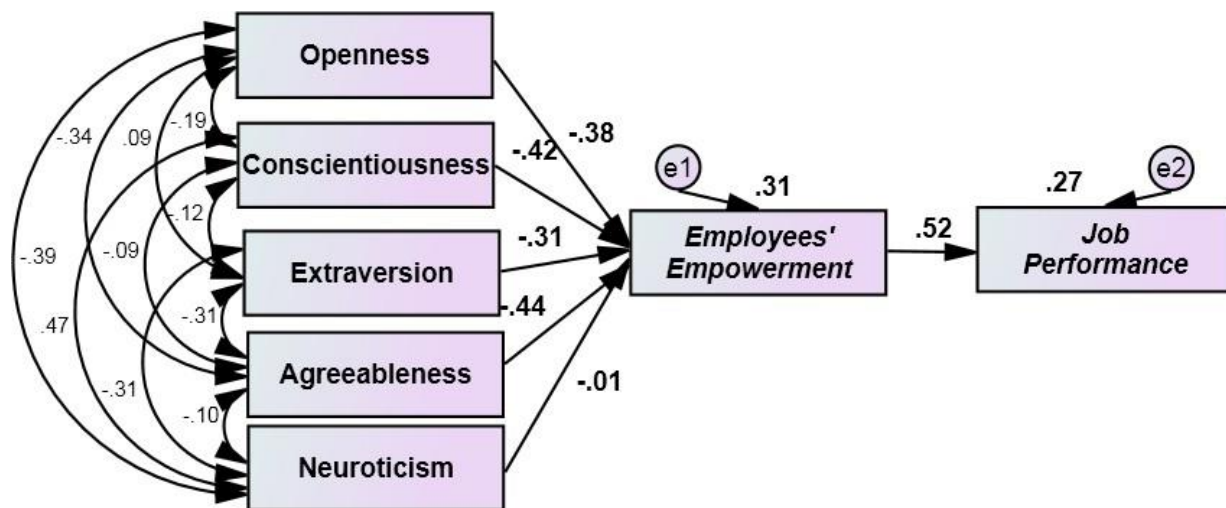 Openness
-.34
.09
-.19
-.38
Conscientiousness
-.42
e1
e2
.31
.27
-.12
-.31
Employees'
Empowerment
.52
Job
Performance
-.39
-.09
Extraversion
-.44
-.31
.47
Agreeableness
-.01
-.31
-.10
Neuroticism